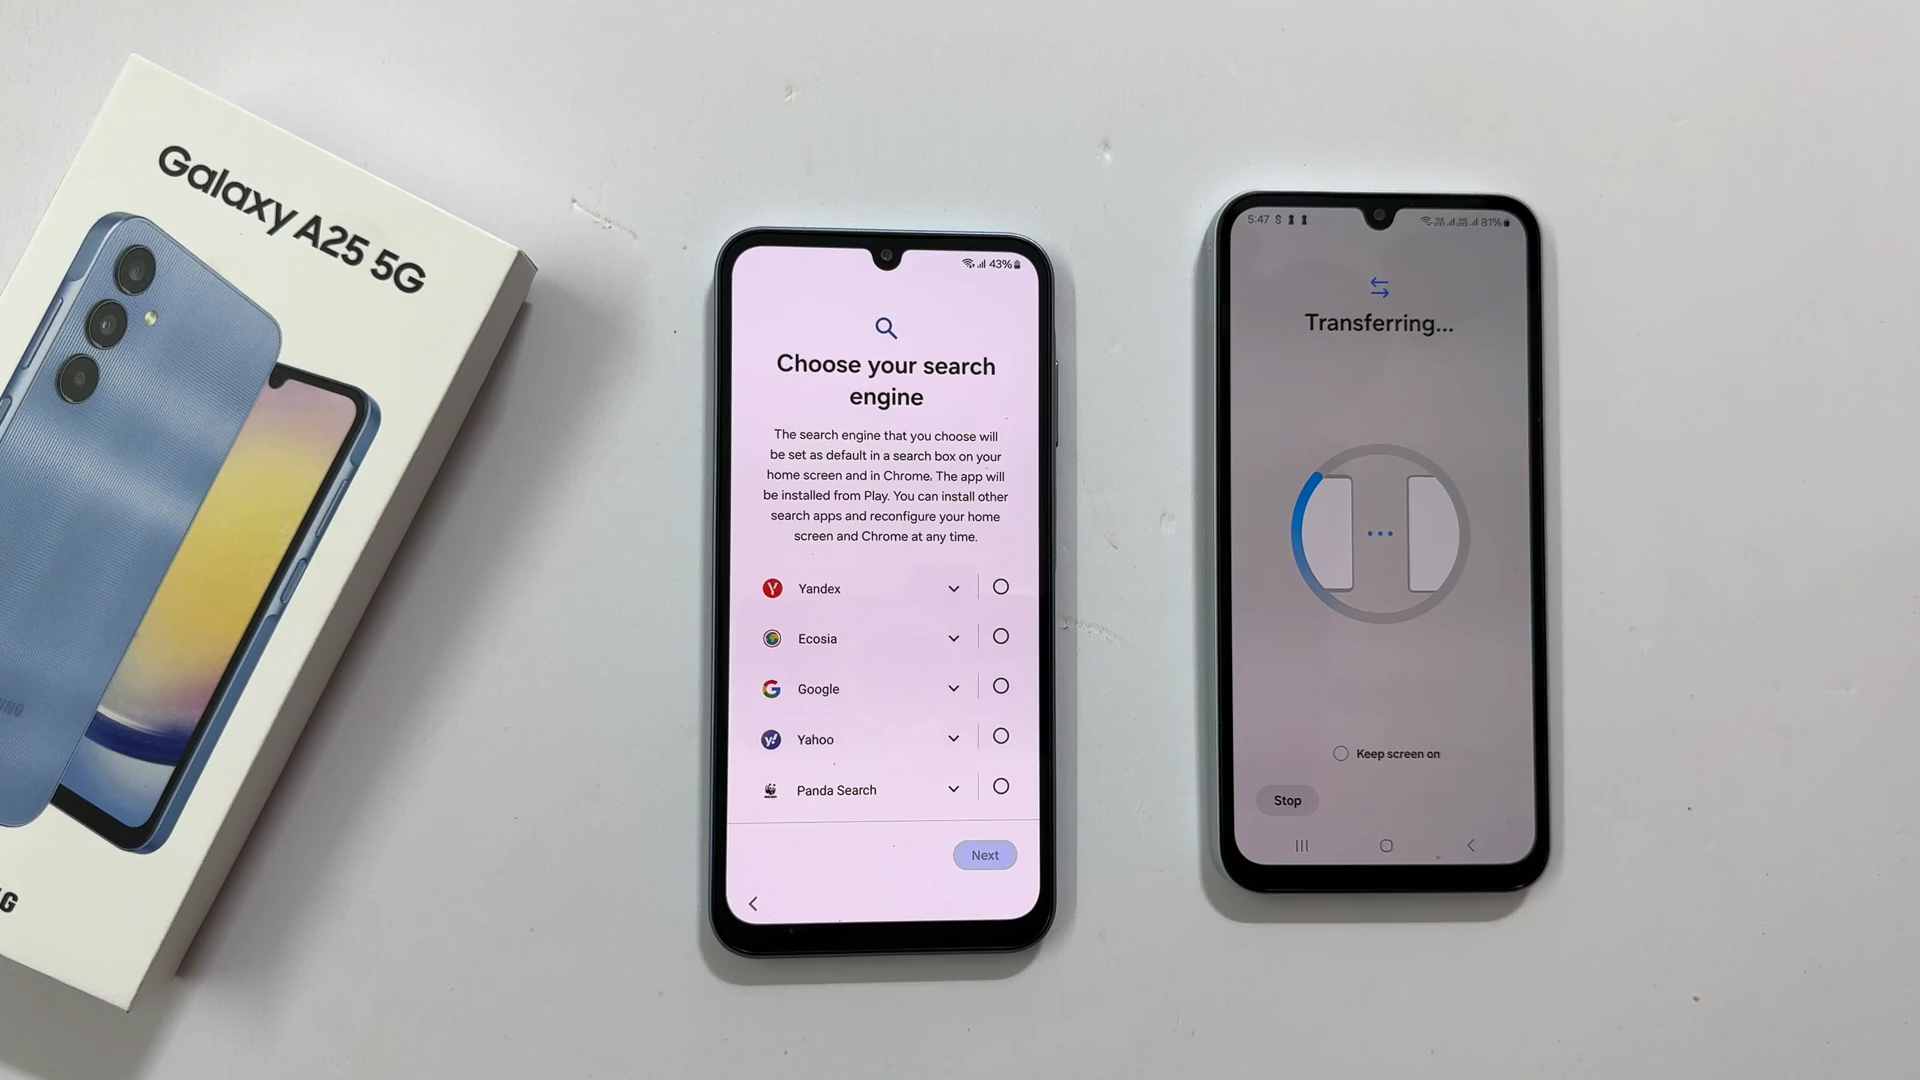 Galaxy A25 5G
43%
Choose your search
engine
The search engine that you choose will
be set as default in a search box on your
home screen and in Chrome. The app will
be installed from Play. You can install other
search apps and reconfigure your home
screen and Chrome at any time.
Yandex
Ecosia
Google
Yahoo
Panda Search
Next
5:47
81%
Transferring...
Keep screen on
Stop